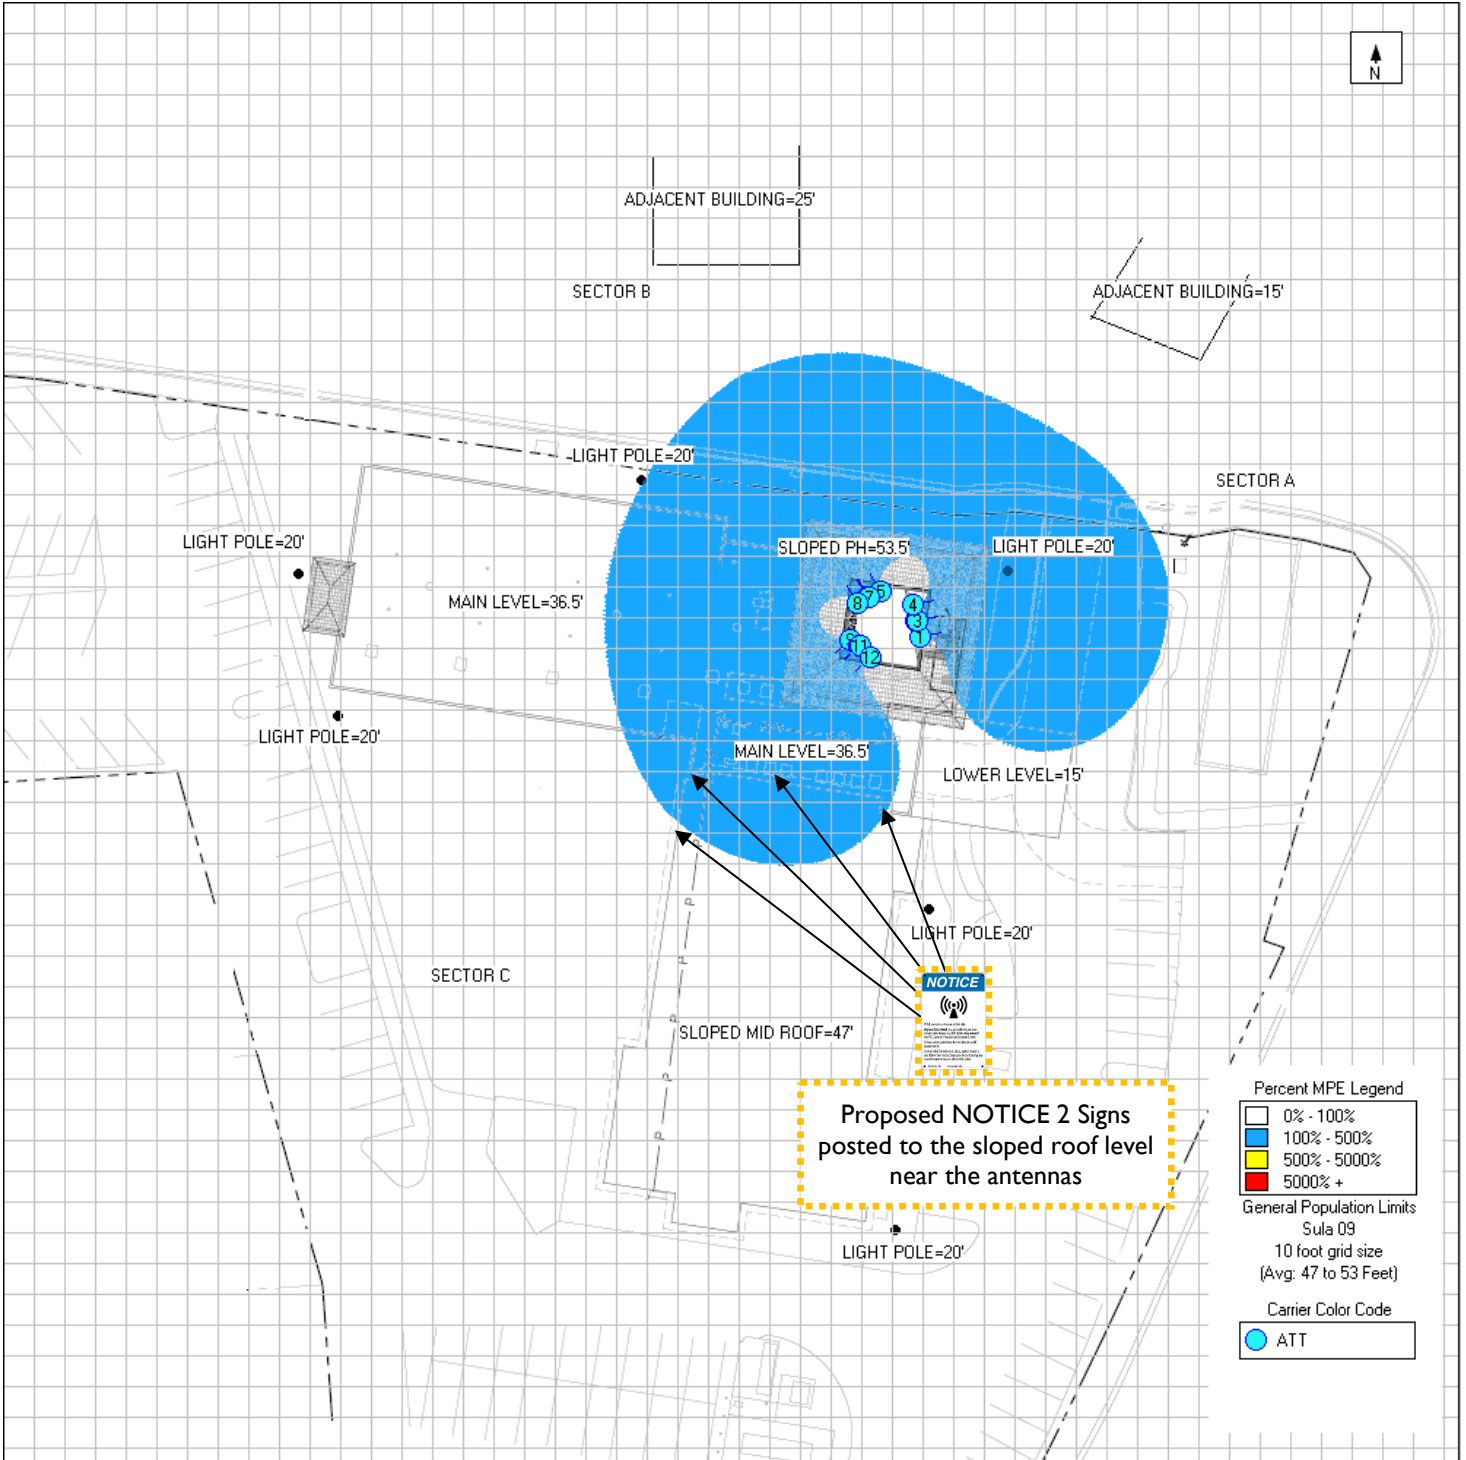 N
ADJACENT BUILDING=25'
SECTOR B
ADJACENT BUILDING=15'
LIGHT POLE=20'
SECTOR A
LIGHT POLE=20'
SLOPED PH=53.5'
LIGHT POLE=20'
MAIN LEVEL=36.5'
5
7
8
4
3
1
9
11
12
LIGHT POLE=20'
MAIN LEVEL=36.5'
LOWER LEVEL=15'
P
P
LIGHT POLE=20'
P
SECTOR C
NOTICE
SLOPED MID ROOF=47'
P
P
Proposed NOTICE 2 Signs
posted to the sloped roof level
near the antennas
LIGHT POLE=20'
Percent MPE Legend
0% - 100%
100% - 500%
500% - 5000%
5000% +
General Population Limits
Sula 09
10 foot grid size
(Avg: 47 to 53 Feet)
Carrier Color Code
ATT